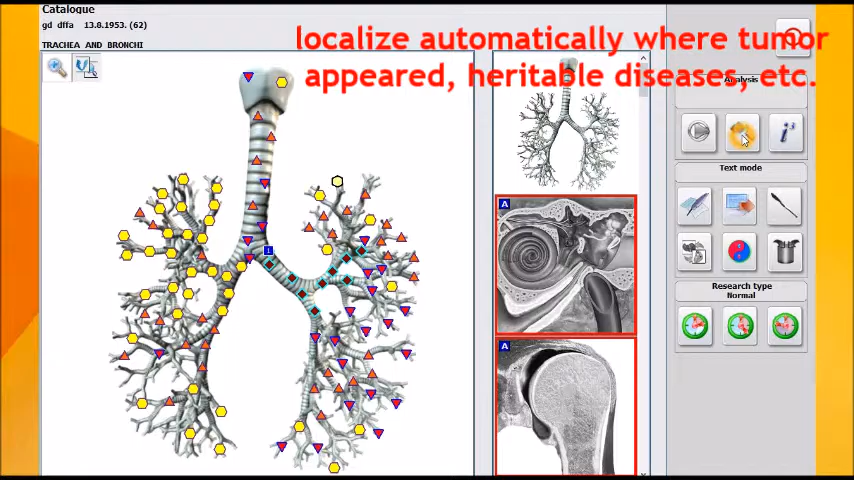 Catalogue
gd dffa 13.8.1953. (62)
TRACHEA AND BRONCHI
localize automatically where tumor
appeared, heritable diseases, etc.
Analysis
i
Text mode
Research type
Normal
1
A
A